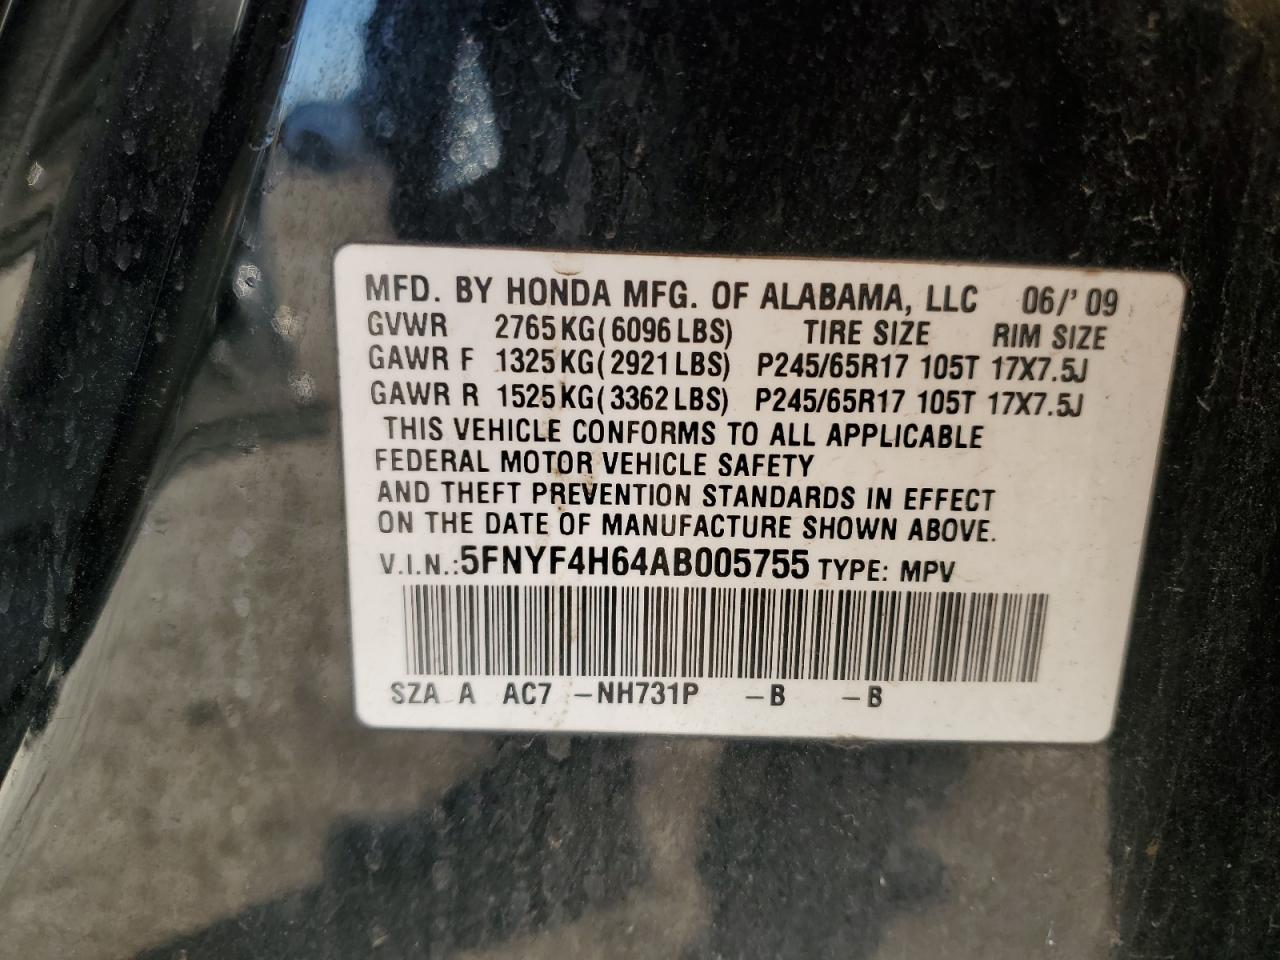 MFD. BY HONDA MFG. OF ALABAMA, LLC 06/' 09
GVWR 2765 KG (6096 LBS) TIRE SIZE RIM SIZE
GAWR F 1325 KG (2921 LBS) P245/65R17 105T 17X7.5J
GAWR R 1525 KG (3362 LBS) P245/65R17 105T 17X7.5J
THIS VEHICLE CONFORMS TO ALL APPLICABLE
FEDERAL MOTOR VEHICLE SAFETY
AND THEFT PREVENTION STANDARDS IN EFFECT
ON THE DATE OF MANUFACTURE SHOWN ABOVE.
V.I.N.: 5FNYF4H64AB005755 TYPE: MPV
SZA A AC7 -NH731P -B -B